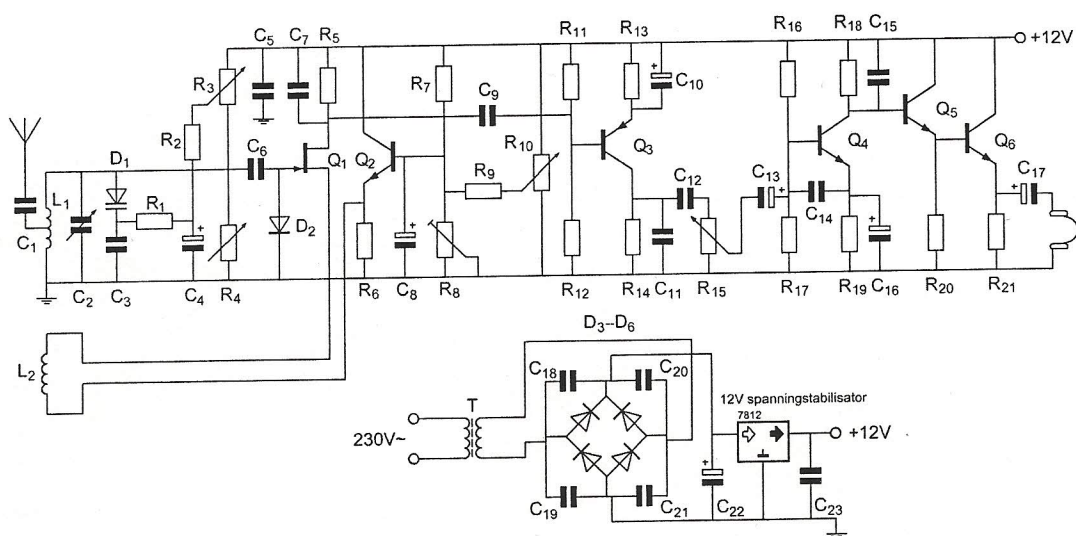 R5 R11 R13 R16 R18 C15
C5 C7 +12V
R3 R7 C9 C10
R2 R10 Q5
D1 C6 Q1 Q2 Q3 Q4 Q6
L1 R9 C12 C13 C17
R1 D2 C14
C1
C2 C3 C4 R4 R6 C8 R8 R12 R14 C11 R15 R17 R19 C16 R20 R21
D3--D6
L2 C18 C20
T 12V spanningstabilisator
7812
230V~ +12V
C19 C21 C22 C23